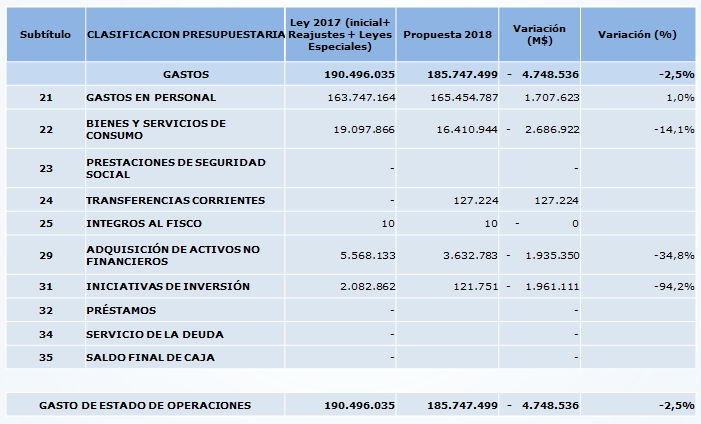 Subtítulo CLASIFICACION PRESUPUESTARIA Ley 2017 (inicial+ Reajustes + Leyes Especiales) Propuesta 2018 Variación (M$) Variación (%)
GASTOS 190.496.035 185.747.499 - 4.748.536 -2,5%
21 GASTOS EN PERSONAL 163.747.164 165.454.787 1.707.623 1,0%
22 BIENES Y SERVICIOS DE CONSUMO 19.097.866 16.410.944 - 2.686.922 -14,1%
23 PRESTACIONES DE SEGURIDAD SOCIAL - -
24 TRANSFERENCIAS CORRIENTES - 127.224 127.224
25 INTEGROS AL FISCO 10 10 - 0
29 ADQUISICIÓN DE ACTIVOS NO FINANCIEROS 5.568.133 3.632.783 - 1.935.350 -34,8%
31 INICIATIVAS DE INVERSIÓN 2.082.862 121.751 - 1.961.111 -94,2%
32 PRÉSTAMOS - -
34 SERVICIO DE LA DEUDA - -
35 SALDO FINAL DE CAJA - -
GASTO DE ESTADO DE OPERACIONES 190.496.035 185.747.499 - 4.748.536 -2,5%